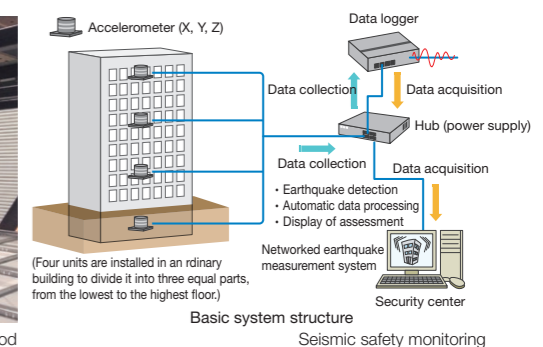 Accelerometer (X, Y, Z)
Data logger
Data collection
Data acquisition
Hub (power supply)
Data collection
Data acquisition
・Earthquake detection
・Automatic data processing
・Display of assessment
Networked earthquake
measurement system
Security center
(Four units are installed in an rdinary
building to divide it into three equal parts,
from the lowest to the highest floor.)
Basic system structure
od
Seismic safety monitoring